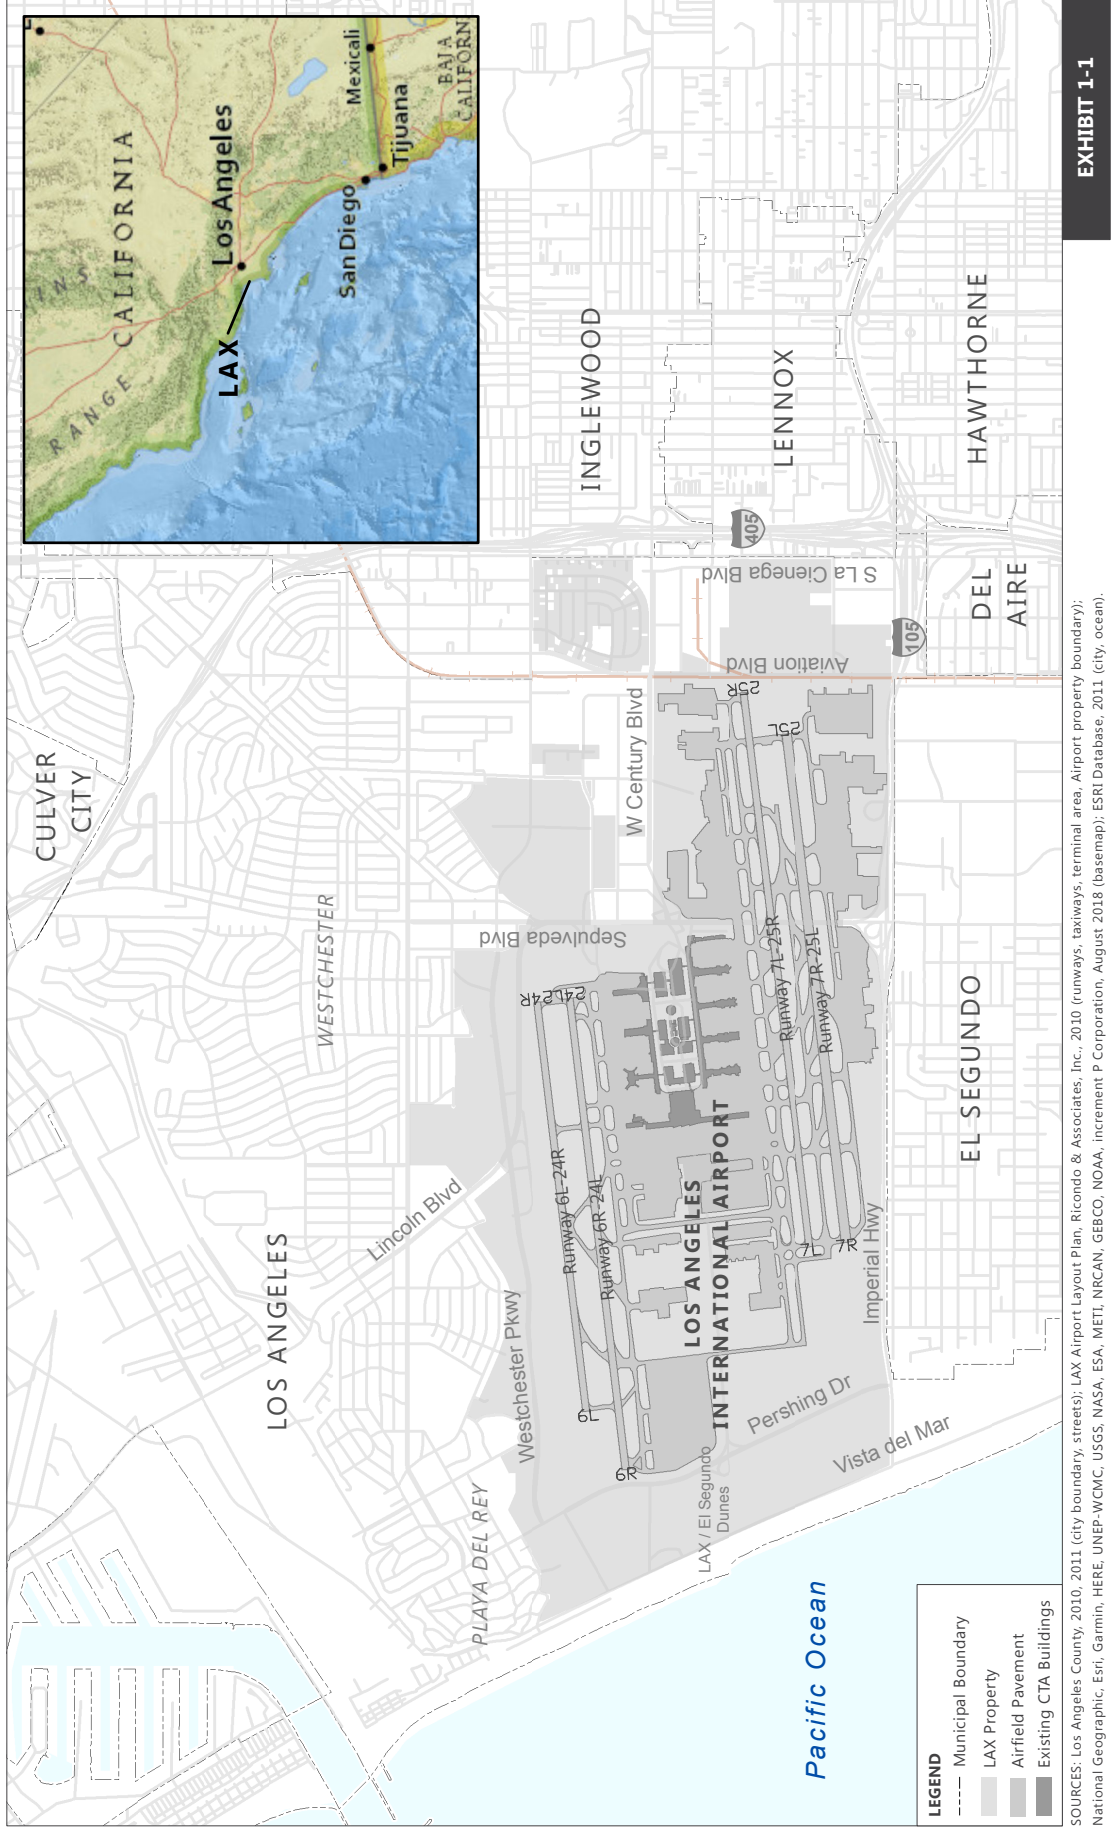 CALIFORNIA
RANGE
INS
Los Angeles
LAX
San Diego
Tijuana
Mexicali
BAJA
CALIFORN
CULVER
CITY
WESTCHESTER
LOS ANGELES
PLAYA DEL REY
INGLEWOOD
LENNOX
HAWTHORNE
DEL
AIRE
EL SEGUNDO
405
105
S La Cienega Blvd
Aviation Blvd
W Century Blvd
Sepulveda Blvd
Lincoln Blvd
Westchester Pkwy
Imperial Hwy
Pershing Dr
Vista del Mar
LAX / El Segundo
Dunes
LOS ANGELES
INTERNATIONAL AIRPORT
Runway 6L-24R
Runway 6R-24L
Runway 7L-25R
Runway 7R-25L
6L
6R
24R
24L
7L
7R
25R
25L
Pacific Ocean
LEGEND
Municipal Boundary
LAX Property
Airfield Pavement
Existing CTA Buildings
SOURCES: Los Angeles County, 2010, 2011 (city boundary, streets); LAX Airport Layout Plan, Ricondo & Associates, Inc., 2010 (runways, taxiways, terminal area, Airport property boundary);
National Geographic, Esri, Garmin, HERE, UNEP-WCMC, USGS, NASA, ESA, METI, NRCAN, GEBCO, NOAA, increment P Corporation, August 2018 (basemap); ESRI Database, 2011 (city, ocean).
EXHIBIT 1-1